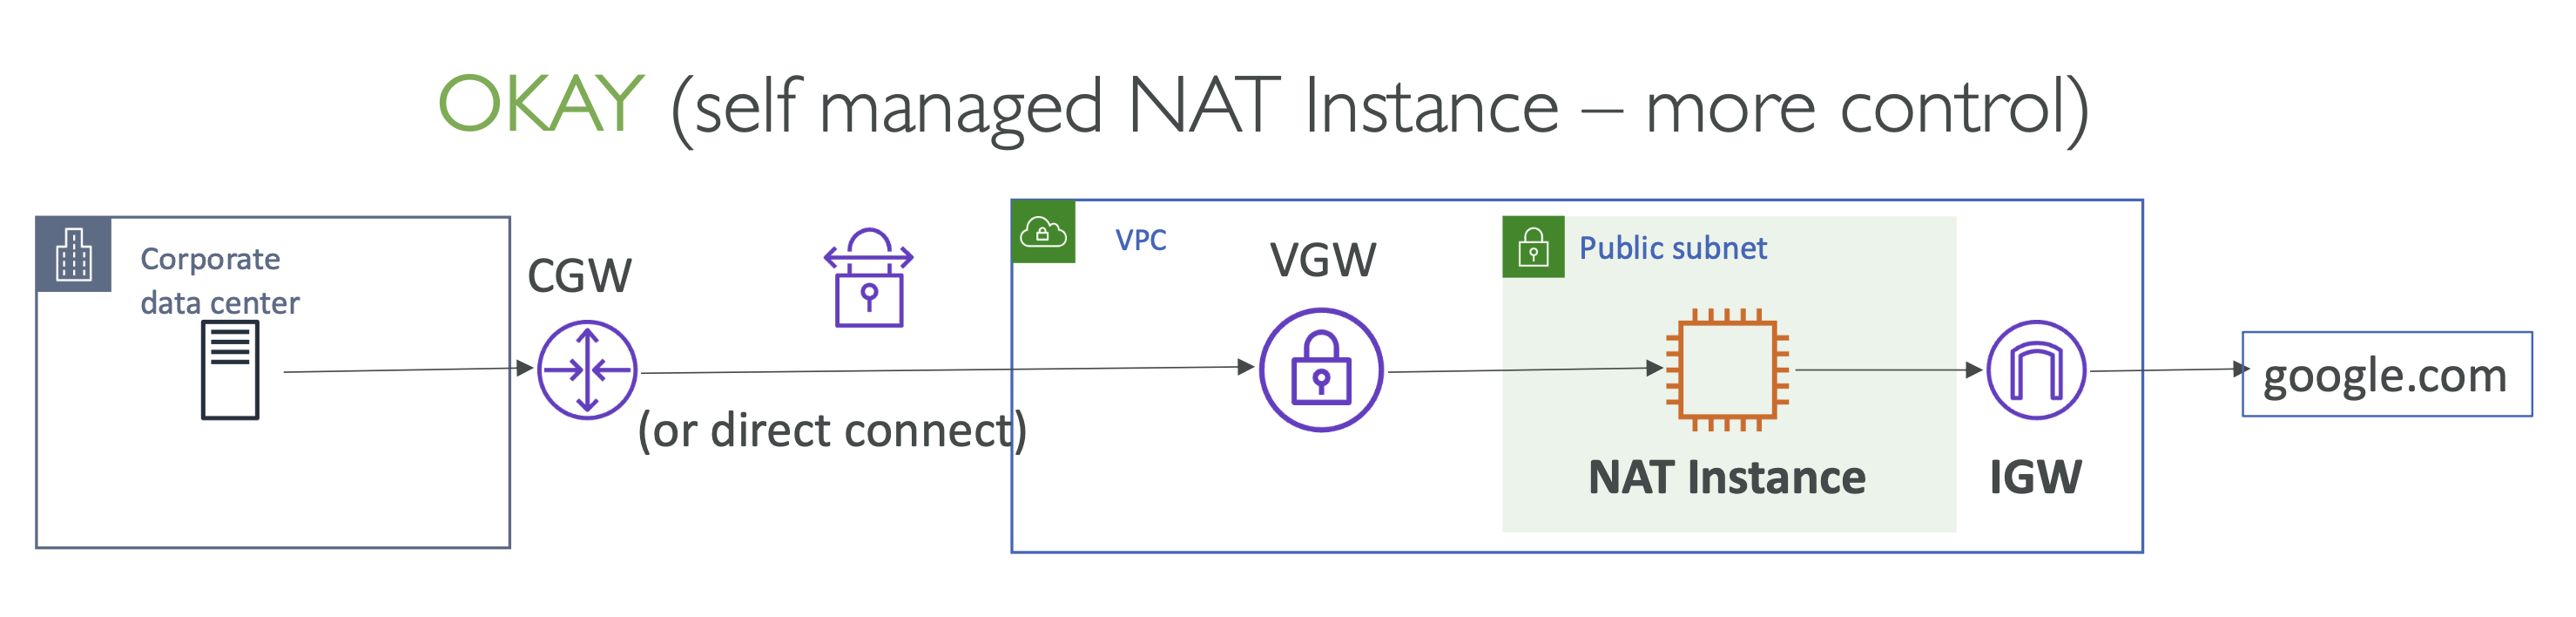 OKAY (self managed NAT Instance – more control)
Corporate
data center
CGW
(or direct connect)
VPC
VGW
Public subnet
NAT Instance
IGW
google.com